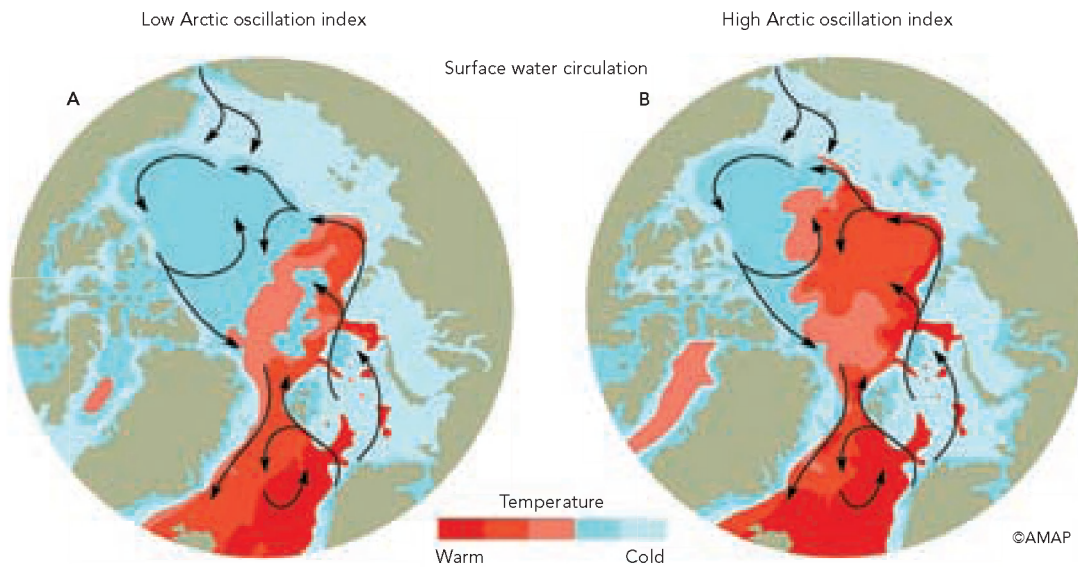 Low Arctic oscillation index
High Arctic oscillation index
Surface water circulation
A
B
Temperature
Warm
Cold
©AMAP